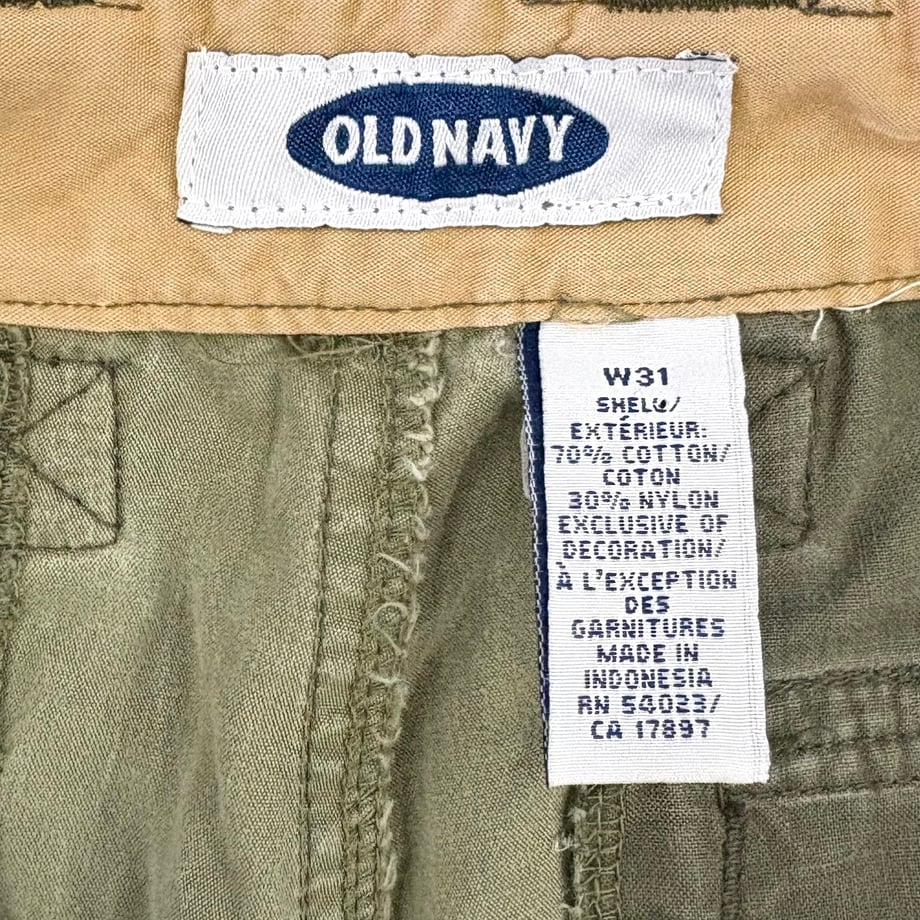 OLD NAVY
W31
SHELL/
EXTÉRIEUR:
70% COTTON/
COTON
30% NYLON
EXCLUSIVE OF
DECORATION/
À L'EXCEPTION
DES
GARNITURES
MADE IN
INDONESIA
RN 54023/
CA 17897